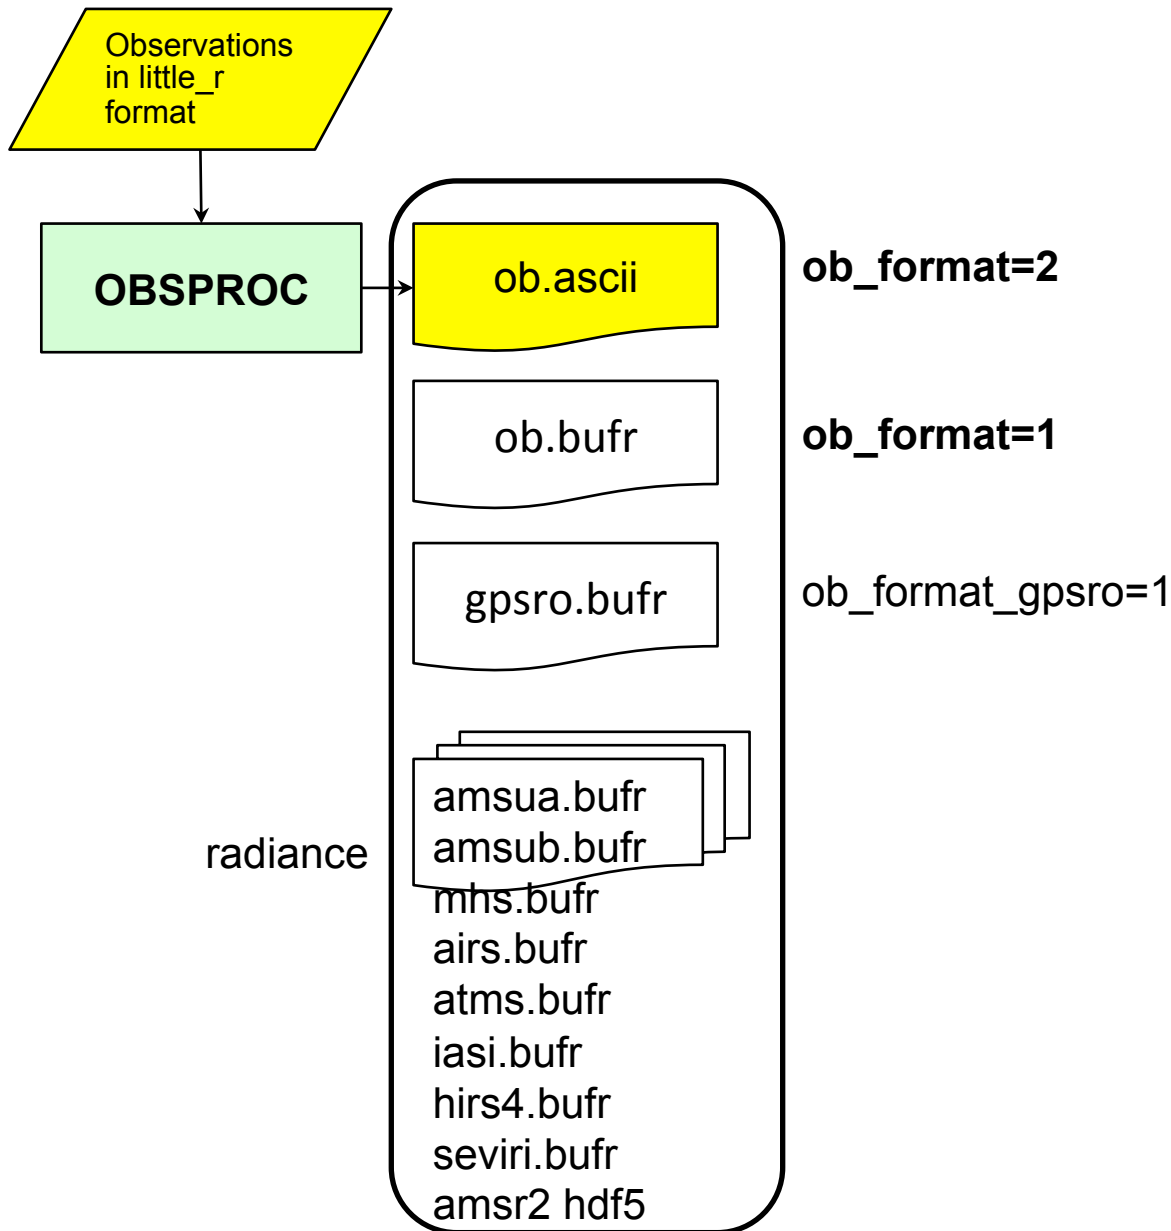 Observations
in little_r
format
OBSPROC
ob.ascii
ob_format=2
ob.bufr
ob_format=1
gpsro.bufr
ob_format_gpsro=1
radiance
amsua.bufr
amsub.bufr
mhs.bufr
airs.bufr
atms.bufr
iasi.bufr
hirs4.bufr
seviri.bufr
amsr2 hdf5